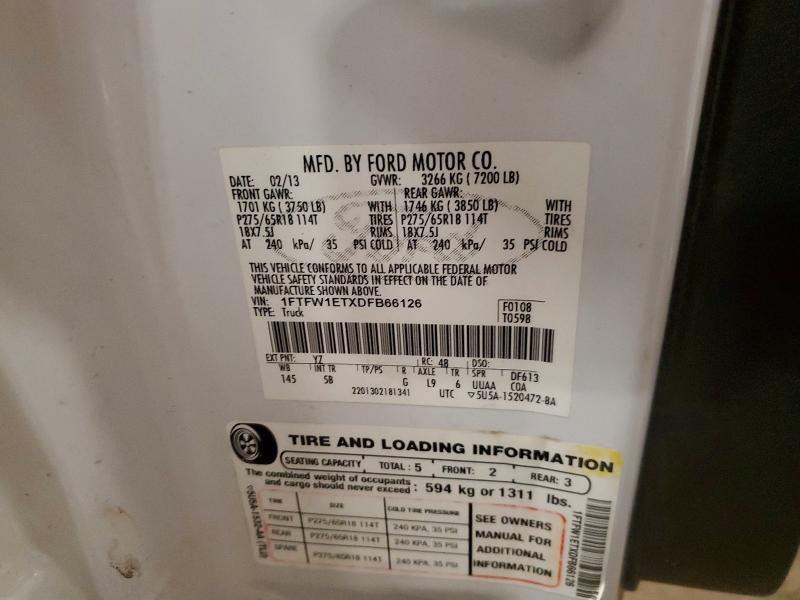 MFD. BY FORD MOTOR CO.
DATE: 02/13 GVWR: 3266 KG ( 7200 LB)
FRONT GAWR: REAR GAWR:
1701 KG ( 3750 LB) WITH 1746 KG ( 3850 LB) WITH
P275/65R18 114T TIRES P275/65R18 114T TIRES
18X7.5J RIMS 18X7.5J RIMS
AT 240 kPa/ 35 PSI COLD AT 240 kPa/ 35 PSI COLD
THIS VEHICLE CONFORMS TO ALL APPLICABLE FEDERAL MOTOR
VEHICLE SAFETY STANDARDS IN EFFECT ON THE DATE OF
MANUFACTURE SHOWN ABOVE.
VIN: 1FTFW1ETXDFB66126 F0108
TYPE: Truck T0598
EXT PNT: YZ RC: 48 DSO:
WB INT TR TP/PS R AXLE TR SPR DF613
145 5B G L9 6 UUAA COA
2201302181341 UTC ▽5U5A-1520472-BA
TIRE AND LOADING INFORMATION
SEATING CAPACITY TOTAL : 5 FRONT: 2 REAR: 3
The combined weight of occupants
and cargo should never exceed : 594 kg or 1311 lbs.
TIRE SIZE COLD TIRE PRESSURE
FRONT P275/65R18 114T 240 KPA, 35 PSI
REAR P275/65R18 114T 240 KPA, 35 PSI
SPARE P275/65R18 114T 240 KPA, 35 PSI
SEE OWNERS
MANUAL FOR
ADDITIONAL
INFORMATION
1FTFW1ETXDFB66126